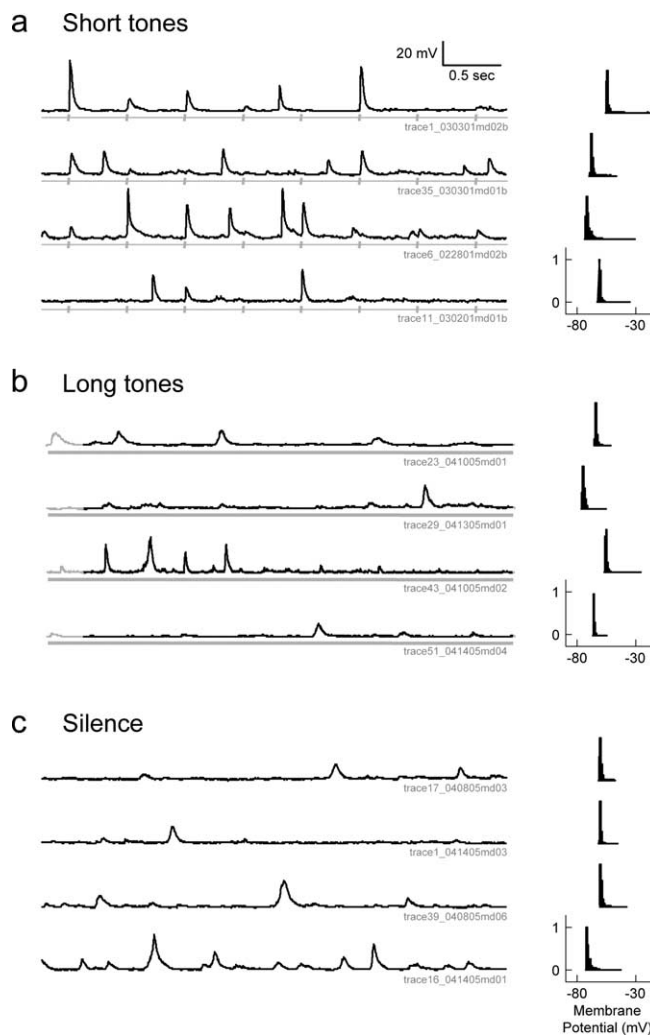 a Short tones
20 mV
0.5 sec
trace1_030301md02b
trace35_030301md01b
trace6_022801md02b
1
0
trace11_030201md01b
-80 -30
b Long tones
trace23_041005md01
trace29_041305md01
trace43_041005md02
1
0
trace51_041405md04
-80 -30
c Silence
trace17_040805md03
trace1_041405md03
trace39_040805md06
1
0
trace16_041405md01
-80 -30
Membrane
Potential (mV)